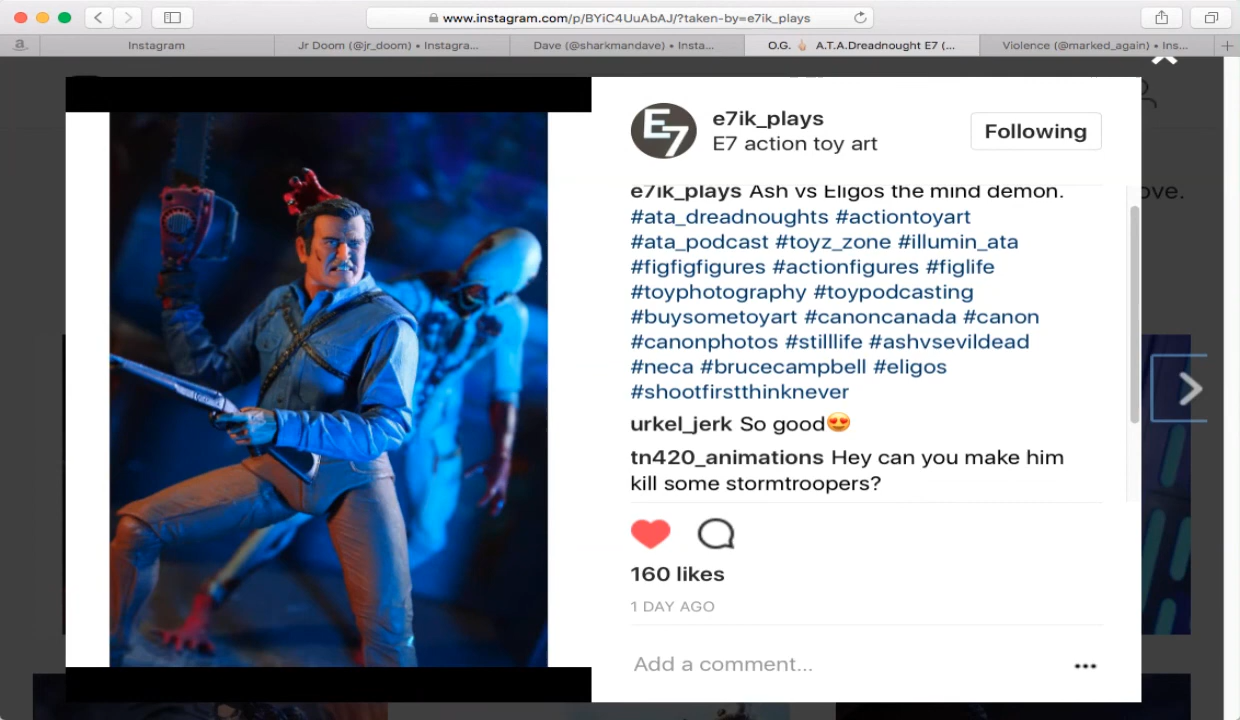 www.instagram.com/p/BYiC4UuAbAJ/?taken-by=e7ik_plays
a
Instagram
Jr Doom (@jr_doom) • Instagra...
Dave (@sharkmandave) • Insta...
O.G. ☝🏻 A.T.A.Dreadnought E7 (...
Violence (@marked_again) • Ins...
E7
e7ik_plays
E7 action toy art
Following
e7ik_plays Ash vs Eligos the mind demon.
#ata_dreadnoughts #actiontoyart
#ata_podcast #toyz_zone #illumin_ata
#figfigfigures #actionfigures #figlife
#toyphotography #toypodcasting
#buysometoyart #canoncanada #canon
#canonphotos #stilllife #ashvsevildead
#neca #brucecampbell #eligos
#shootfirstthinknever
urkel_jerk So good😍
tn420_animations Hey can you make him
kill some stormtroopers?
160 likes
1 DAY AGO
Add a comment...